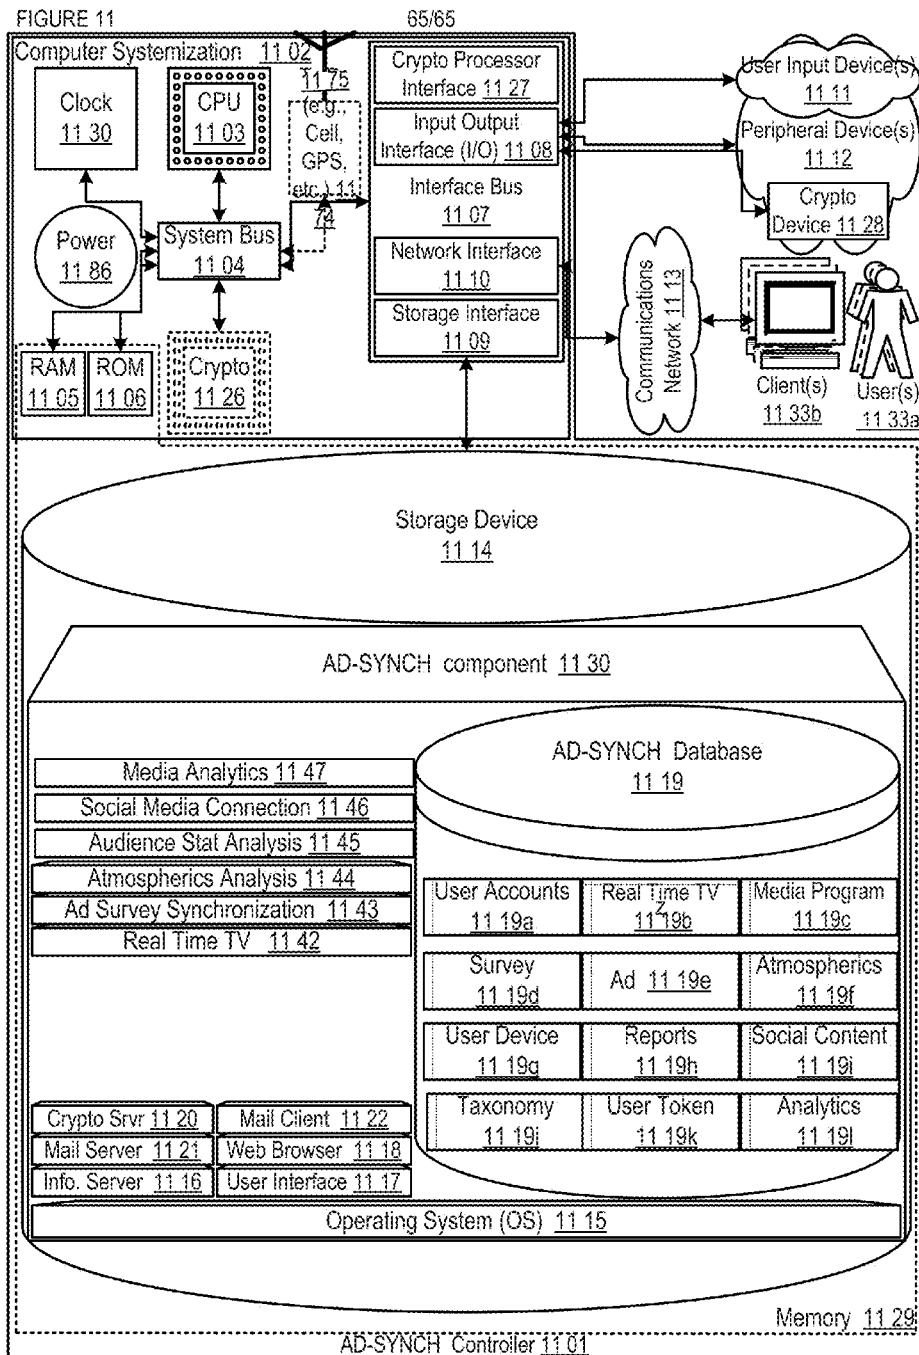 FIGURE 11
65/65
Computer Systemization 11 02
Clock
11 30
CPU
11 03
11 75
(e.g.,
Cell,
GPS,
etc.) 11
74
Crypto Processor
Interface 11 27
Input Output
Interface (I/O) 11 08
Interface Bus
11 07
Network Interface
11 10
Storage Interface
11 09
User Input Device(s)
11 11
Peripheral Device(s)
11 12
Crypto
Device 11 28
Power
11 86
System Bus
11 04
RAM
11 05
ROM
11 06
Crypto
11 26
Communications
Network 11 13
Client(s)
11 33b
User(s)
11 33a
Storage Device
11 14
AD-SYNCH component 11 30
AD-SYNCH Database
11 19
Media Analytics 11 47
Social Media Connection 11 46
Audience Stat Analysis 11 45
Atmospherics Analysis 11 44
Ad Survey Synchronization 11 43
Real Time TV 11 42
User Accounts
11 19a
Real Time TV
11 19b
Media Program
11 19c
Survey
11 19d
Ad 11 19e
Atmospherics
11 19f
User Device
11 19g
Reports
11 19h
Social Content
11 19i
Taxonomy
11 19j
User Token
11 19k
Analytics
11 19l
Crypto Srvr 11 20
Mail Client 11 22
Mail Server 11 21
Web Browser 11 18
Info. Server 11 16
User Interface 11 17
Operating System (OS) 11 15
Memory 11 29
AD-SYNCH Controller 11 01